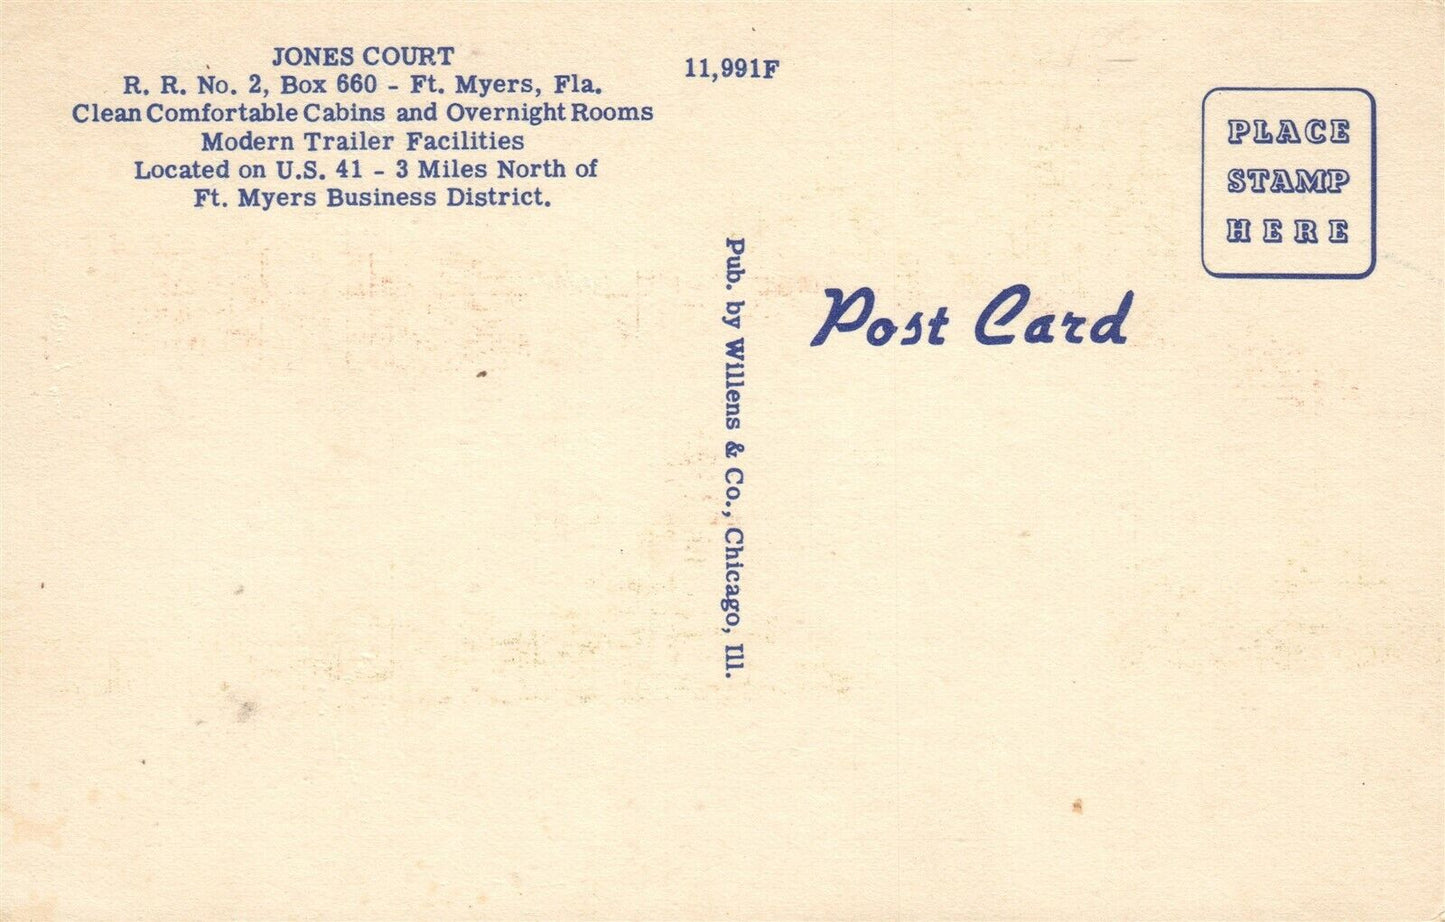 JONES COURT
R. R. No. 2, Box 660 - Ft. Myers, Fla.
Clean Comfortable Cabins and Overnight Rooms
Modern Trailer Facilities
Located on U.S. 41 - 3 Miles North of
Ft. Myers Business District.
11,991F
Pub. by Willens & Co., Chicago, Ill.
Post Card
PLACE
STAMP
HERE